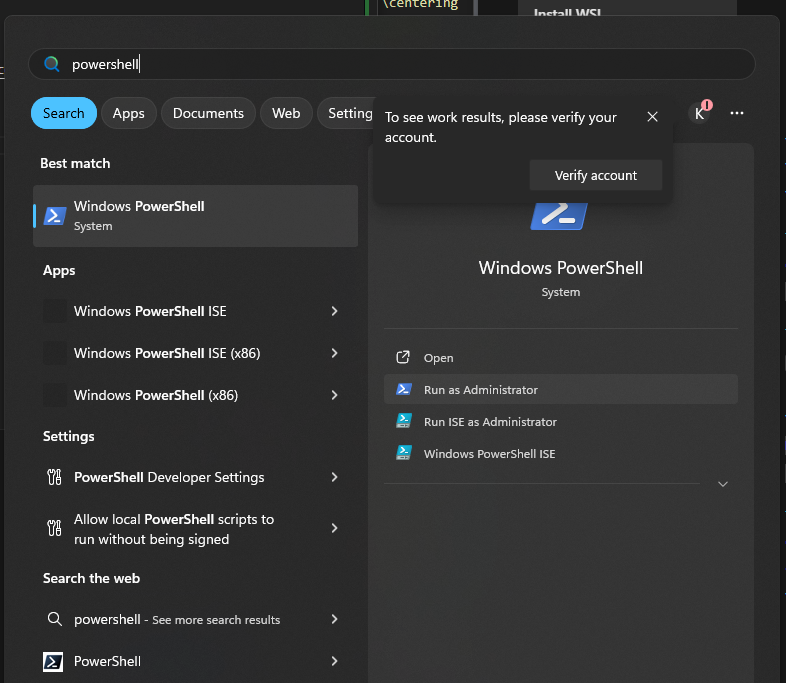 \centering
Install WSL
powershell
Search
Apps
Documents
Web
Setting
To see work results, please verify your
account.
K
Verify account
Best match
Windows PowerShell
System
Apps
Windows PowerShell ISE
Windows PowerShell ISE (x86)
Windows PowerShell (x86)
Settings
PowerShell Developer Settings
Allow local PowerShell scripts to
run without being signed
Search the web
powershell - See more search results
PowerShell
Windows PowerShell
System
Open
Run as Administrator
Run ISE as Administrator
Windows PowerShell ISE